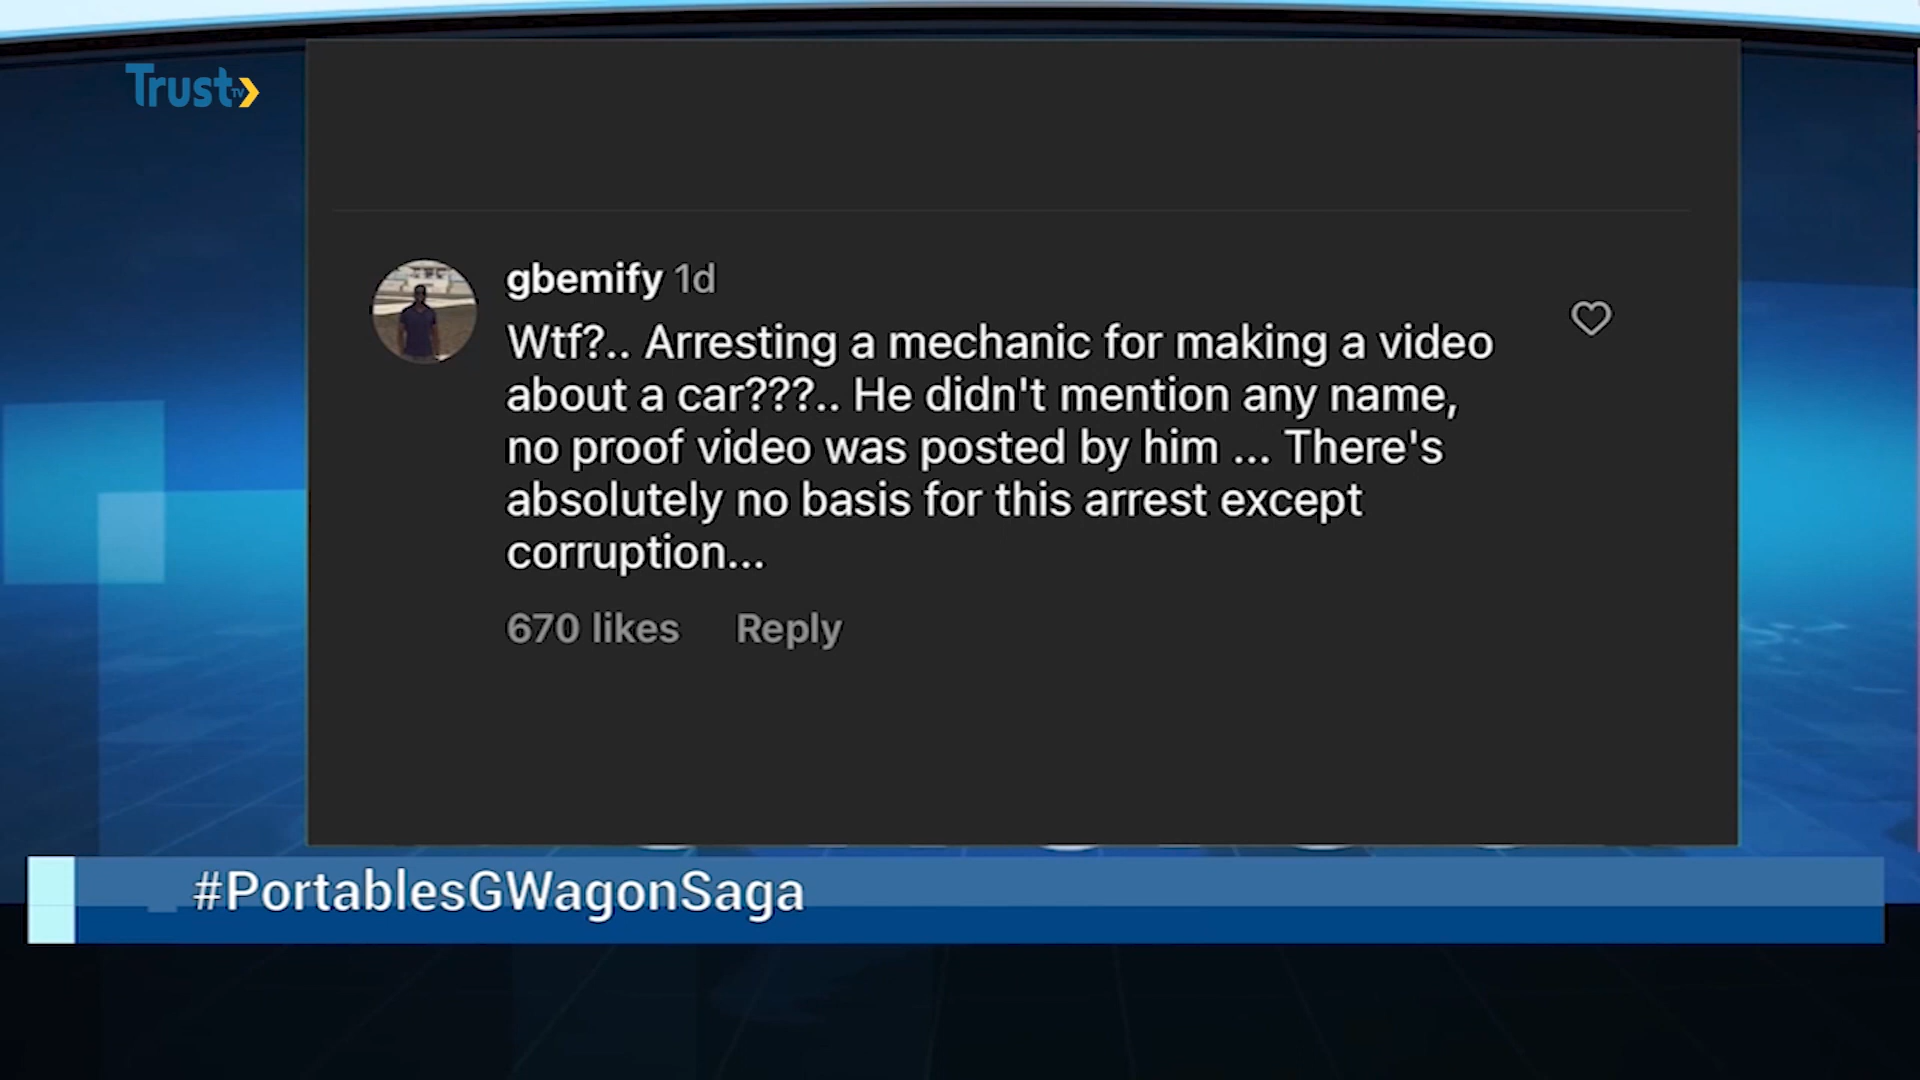 Trust TV
gbemify 1d
Wtf?.. Arresting a mechanic for making a video
about a car???.. He didn't mention any name,
no proof video was posted by him ... There's
absolutely no basis for this arrest except
corruption...
670 likes Reply
#PortablesGWagonSaga